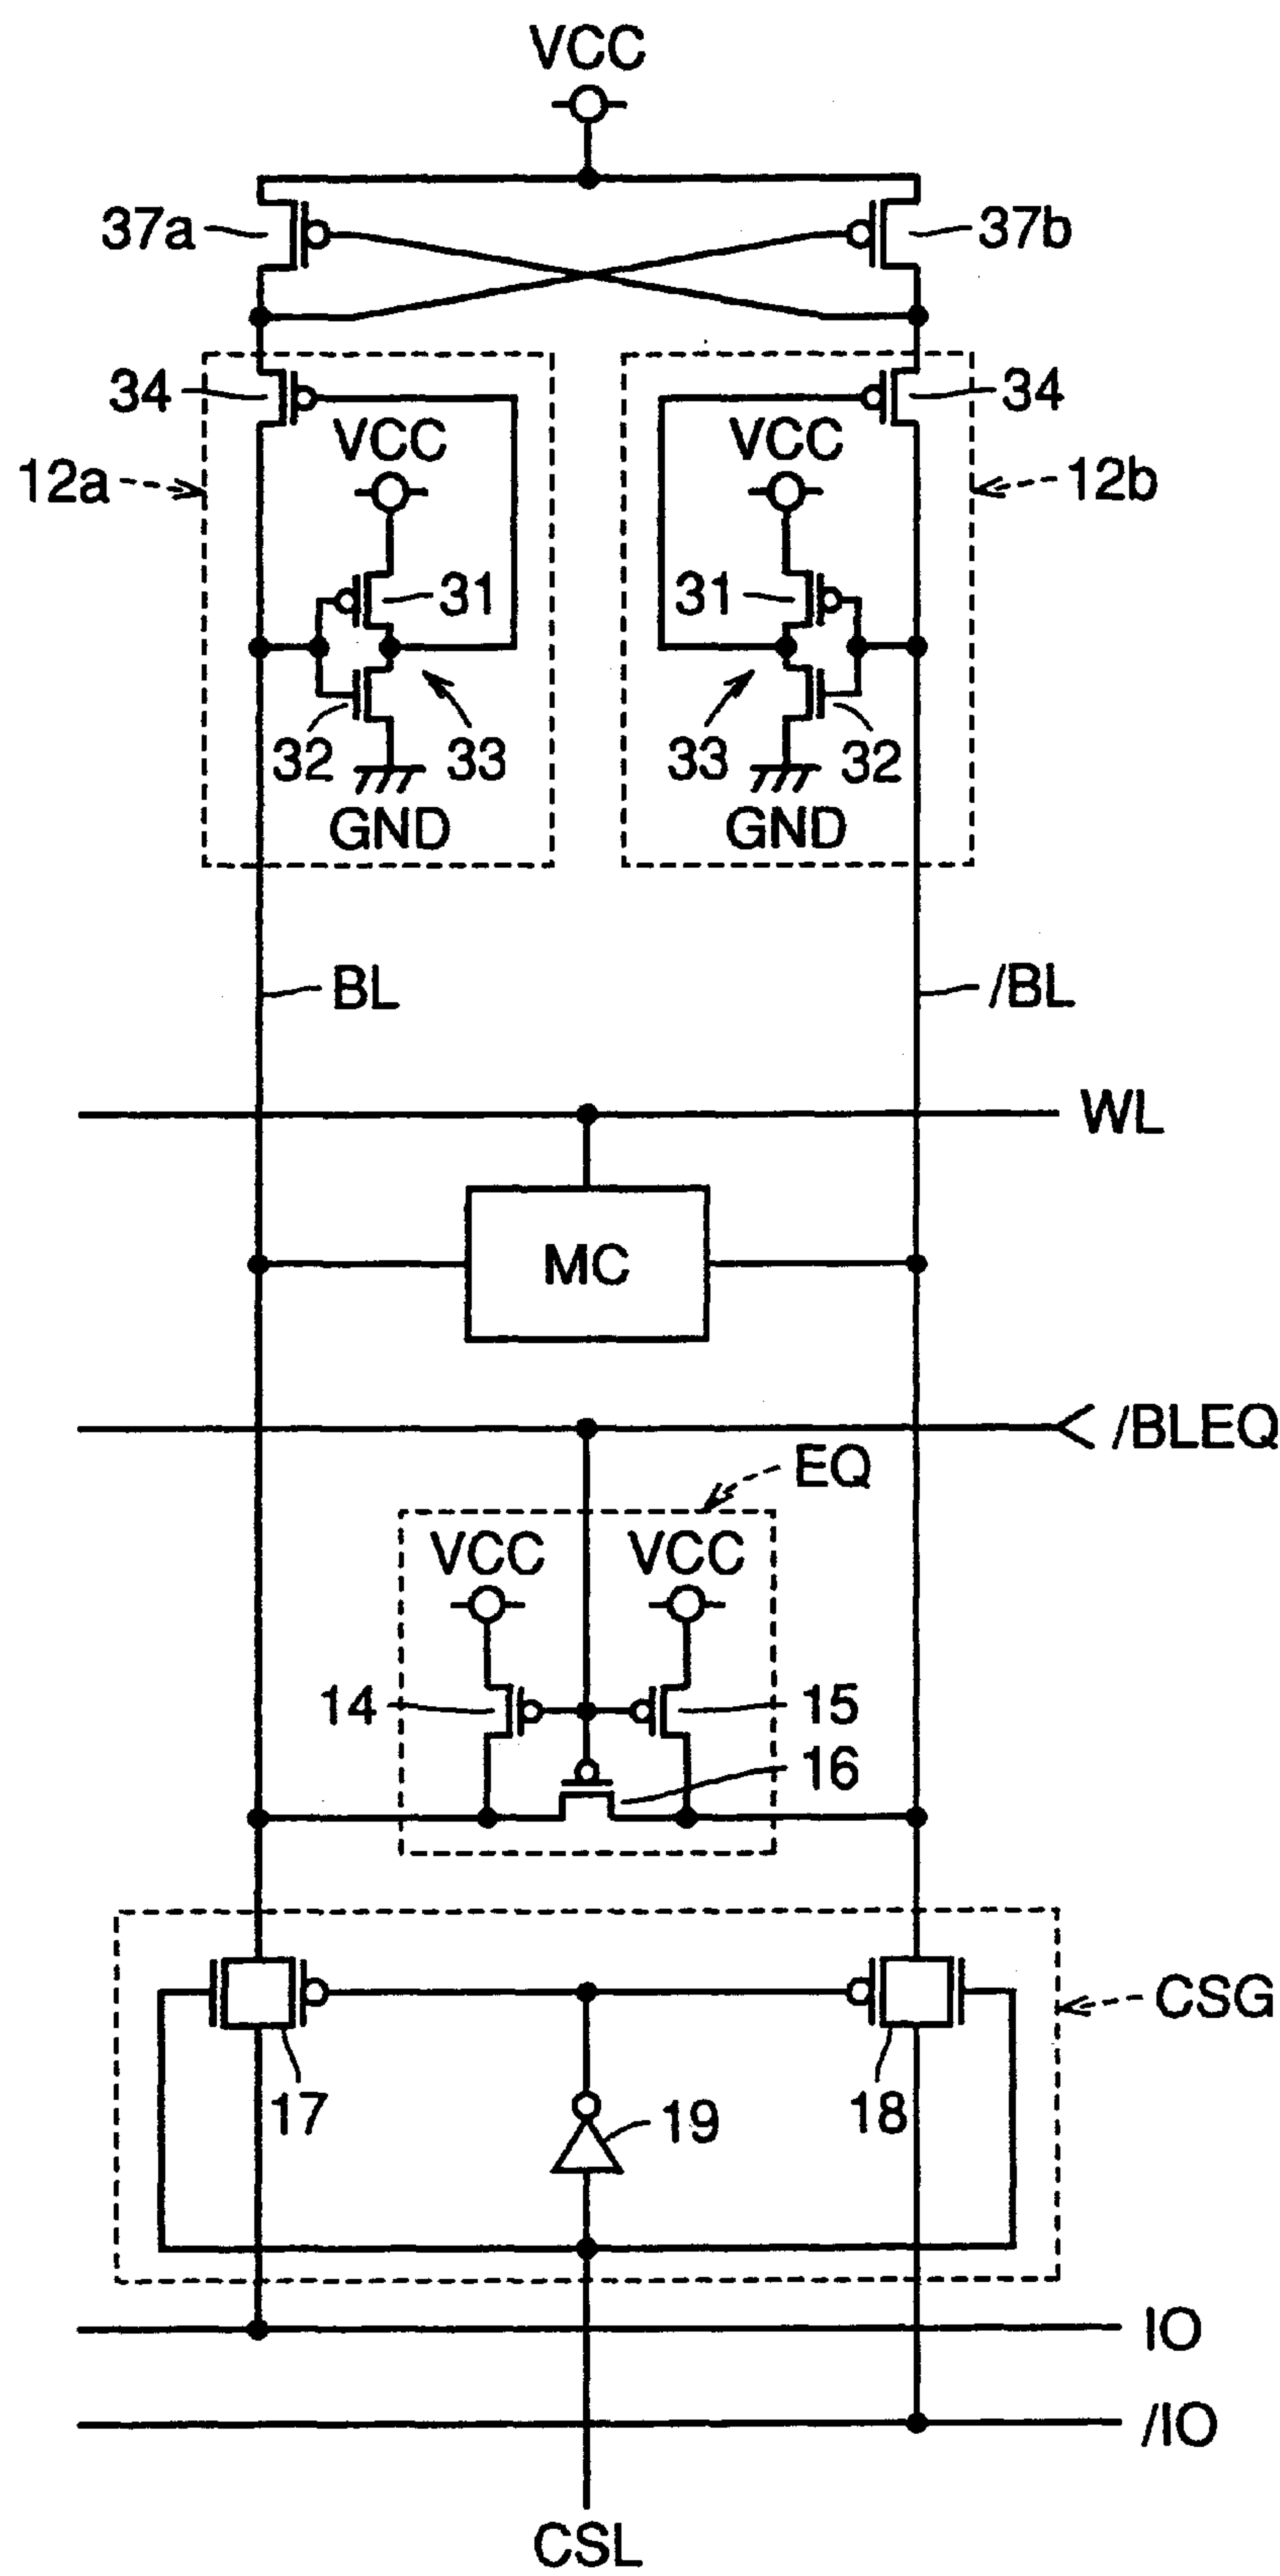 VCC
37a
37b
34
34
VCC
VCC
12a
12b
31
31
32
33
33
32
GND
GND
BL
/BL
WL
MC
/BLEQ
EQ
VCC
VCC
14
15
16
CSG
17
18
19
IO
/IO
CSL